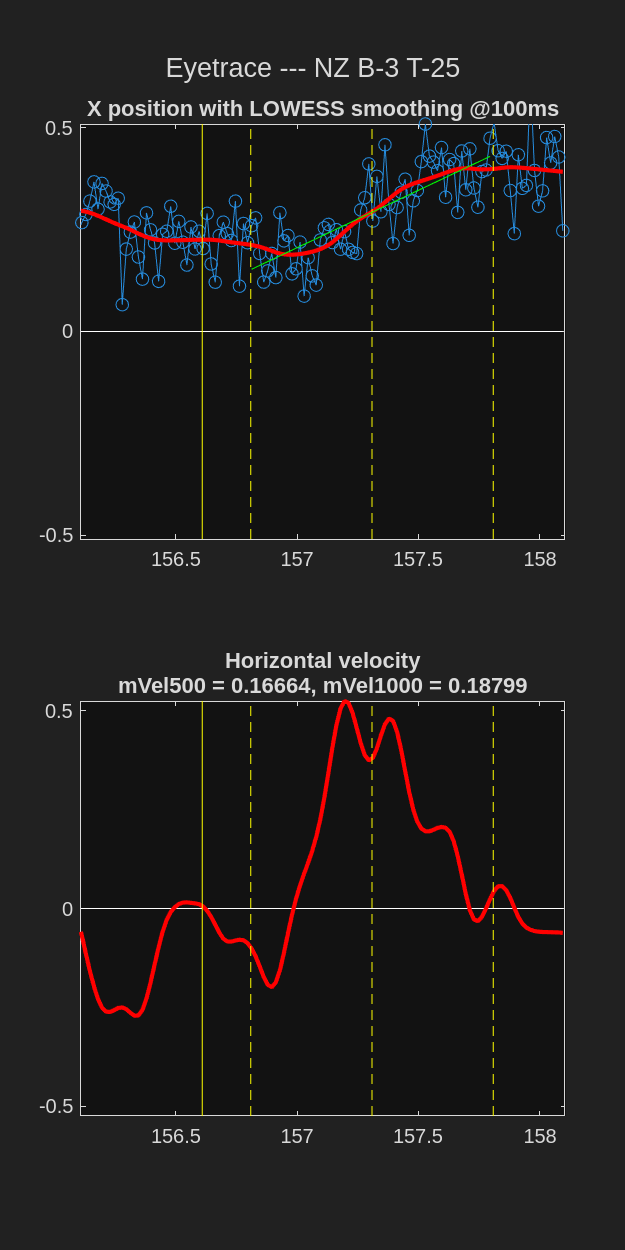 Eyetrace --- NZ B-3 T-25
X position with LOWESS smoothing @100ms
0.5
0
-0.5
156.5 157 157.5 158
Horizontal velocity
mVel500 = 0.16664, mVel1000 = 0.18799
0.5
0
-0.5
156.5 157 157.5 158